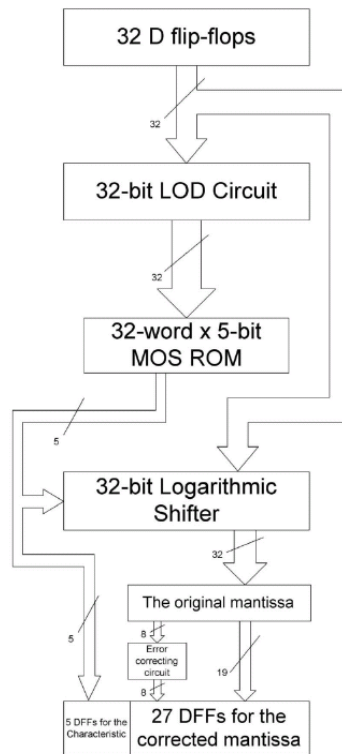 32 D flip-flops
32
32-bit LOD Circuit
32
32-word x 5-bit
MOS ROM
5
32-bit Logarithmic
Shifter
32
The original mantissa
8
Error
correcting
circuit
5
19
8
5 DFFs for the
Characteristic
27 DFFs for the
corrected mantissa